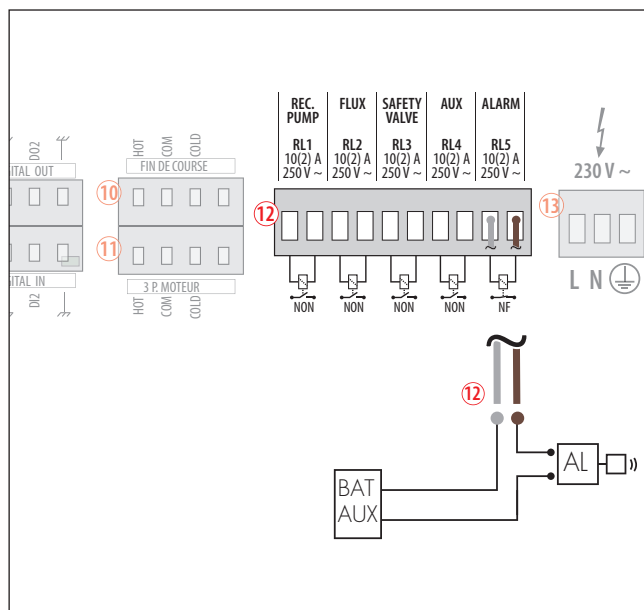 REC. PUMP
FLUX
SAFETY VALVE
AUX
ALARM
RL1 10(2) A 250 V ~
RL2 10(2) A 250 V ~
RL3 10(2) A 250 V ~
RL4 10(2) A 250 V ~
RL5 10(2) A 250 V ~
230 V ~
DO2
HOT
COM
COLD
ITAL OUT
FIN DE COURSE
10
12
13
11
L N
ITAL IN
3 P. MOTEUR
DI2
HOT
COM
COLD
NON
NON
NON
NON
NF
12
AL
BAT
AUX